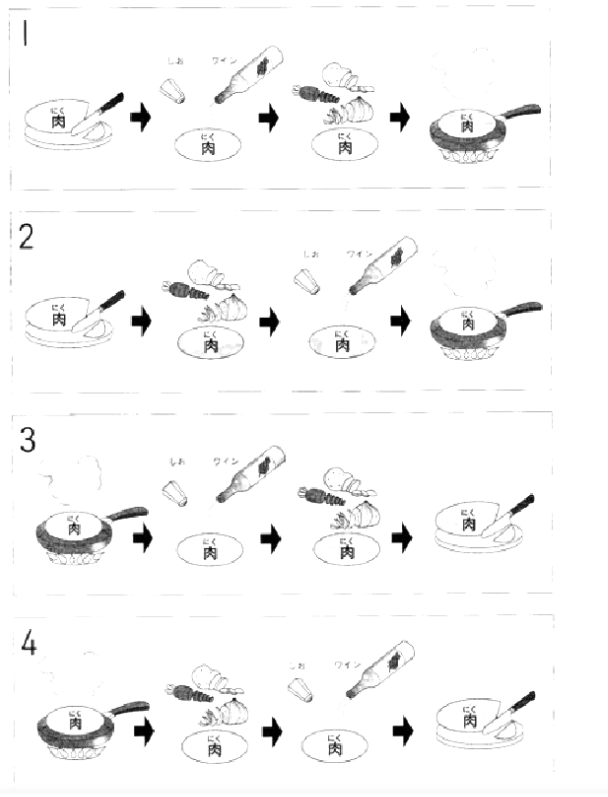 1
しお ワイン
にく にく にく にく
肉 肉 肉 肉
2
しお ワイン
にく にく にく にく
肉 肉 肉 肉
3
しお ワイン
にく にく にく にく
肉 肉 肉 肉
4
しお ワイン
にく にく にく にく
肉 肉 肉 肉